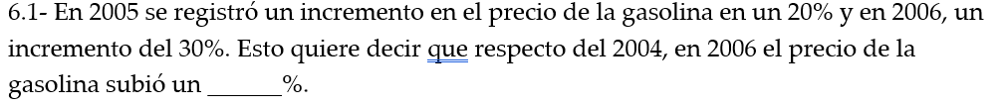 6.1- En 2005 se registró un incremento en el precio de la gasolina en un 20% y en 2006, un
incremento del 30%. Esto quiere decir que respecto del 2004, en 2006 el precio de la
gasolina subió un ______%.